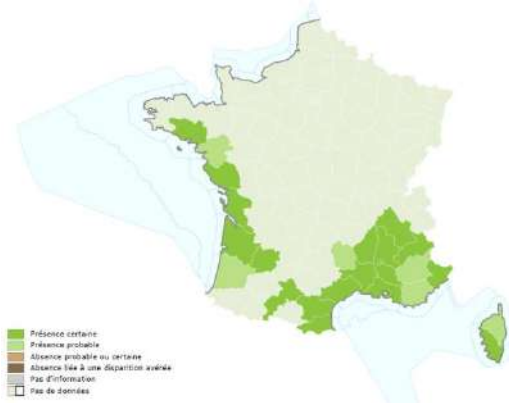 Présence certaine
Présence probable
Absence probable ou certaine
Absence liée à une disparition avérée
Pas d'information
Pas de données